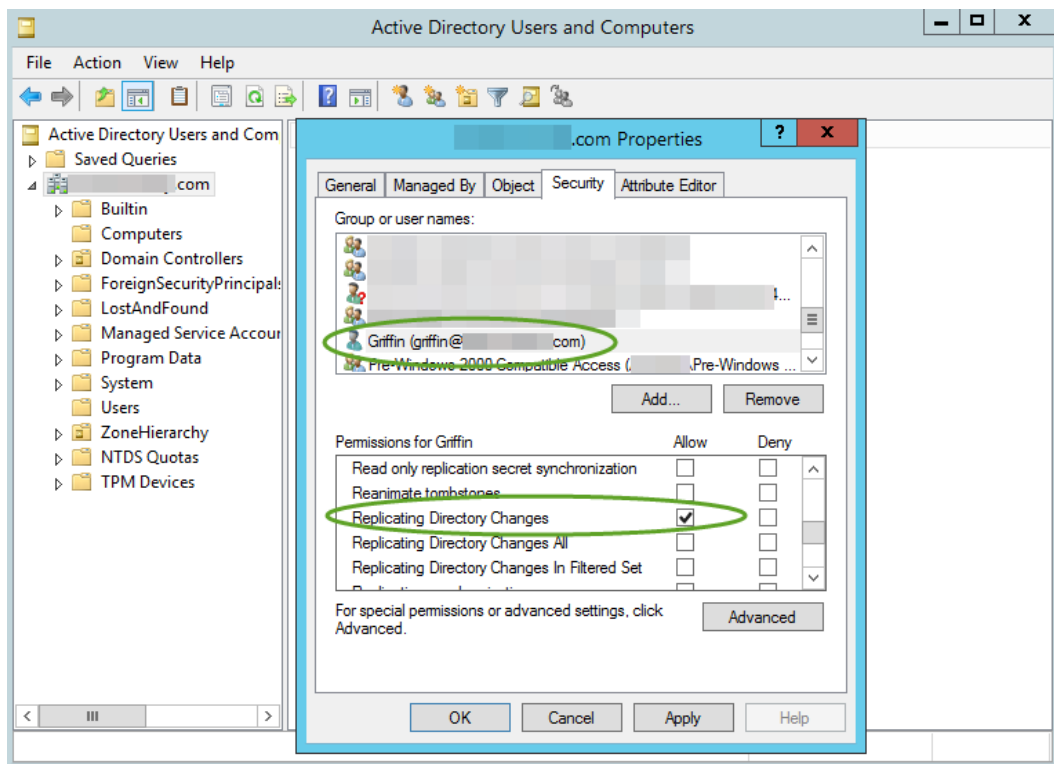 Active Directory Users and Computers
File Action View Help
Active Directory Users and Com
Saved Queries
.com
Builtin
Computers
Domain Controllers
ForeignSecurityPrincipal:
LostAndFound
Managed Service Accour
Program Data
System
Users
ZoneHierarchy
NTDS Quotas
TPM Devices
.com Properties
? x
General Managed By Object Security Attribute Editor
Group or user names:
4...
Griffin (griffin@ com)
Pre-Windows 2000 Compatible Access ( \Pre-Windows ...
Add... Remove
Permissions for Griffin Allow Deny
Read only replication secret synchronization
Reanimate tombstones
Replicating Directory Changes
Replicating Directory Changes All
Replicating Directory Changes In Filtered Set
For special permissions or advanced settings, click
Advanced.
Advanced
OK Cancel Apply Help